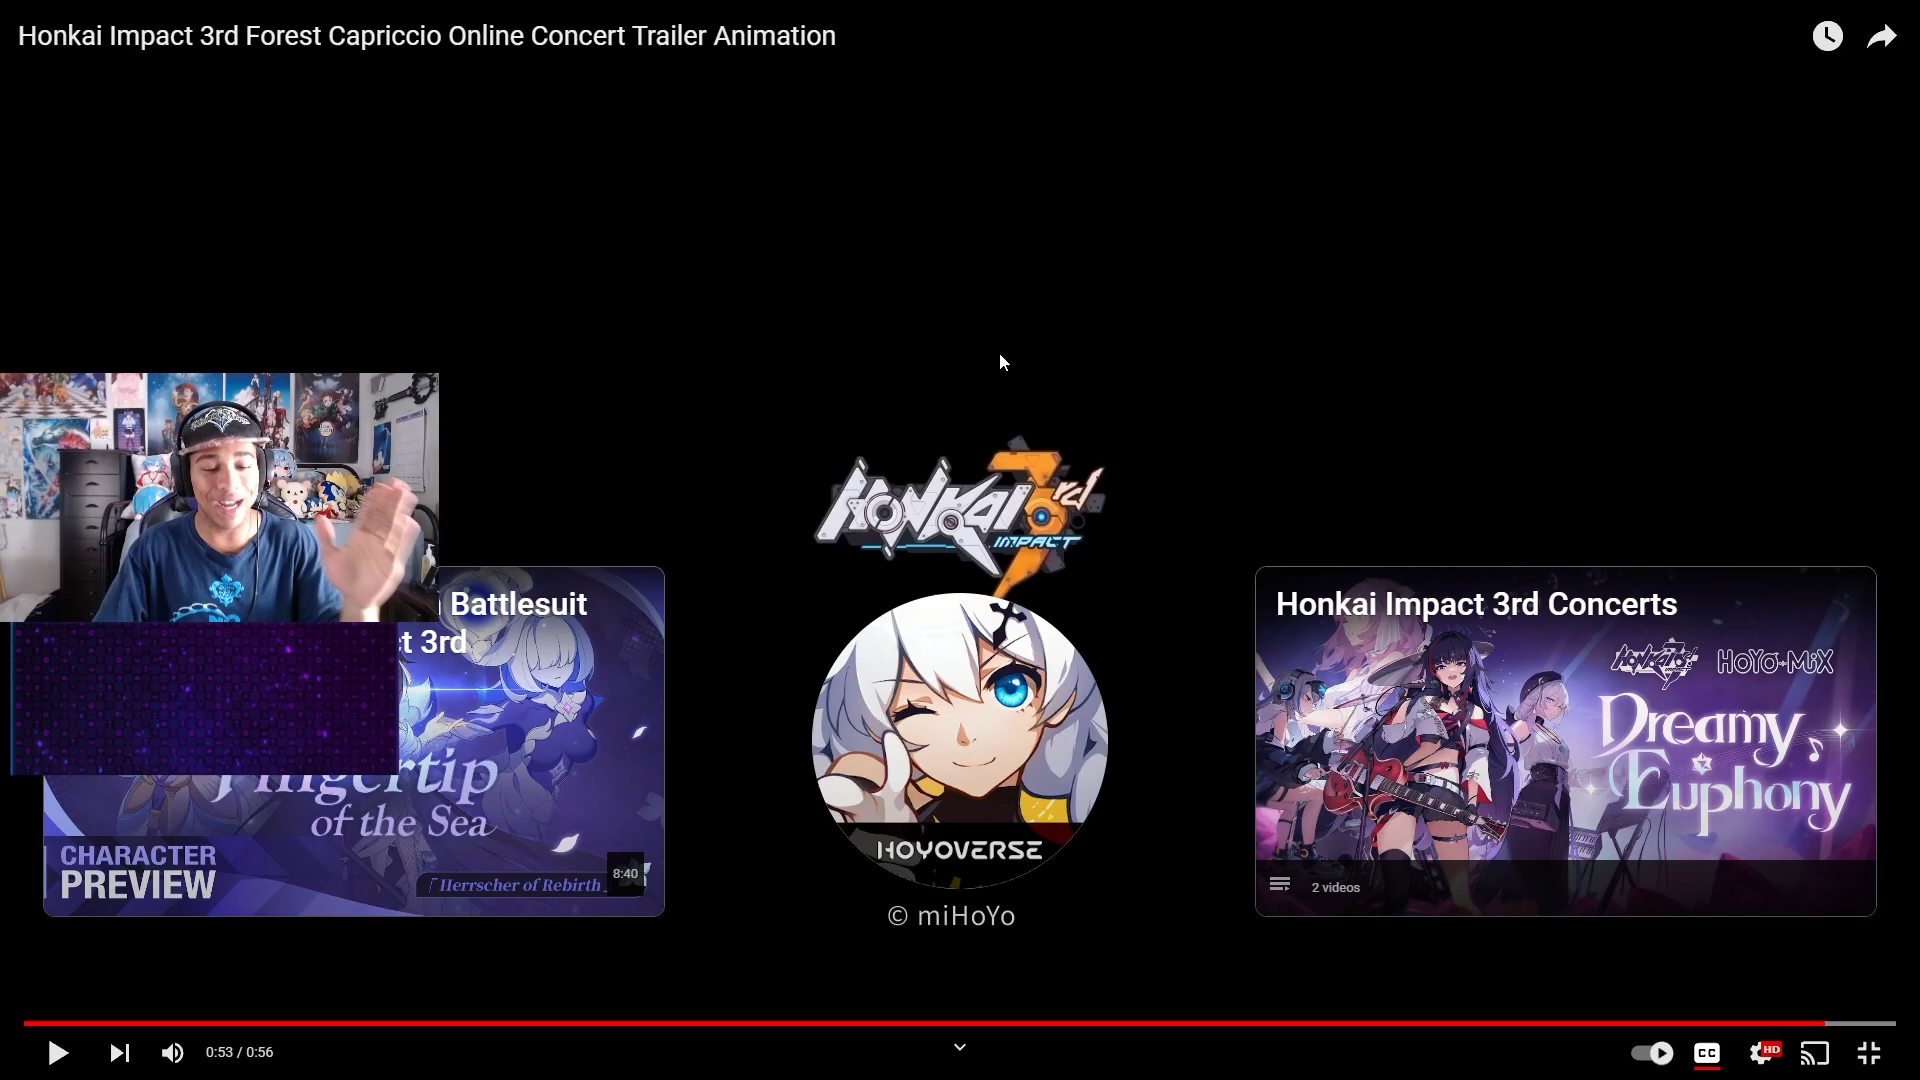 Honkai Impact 3rd Forest Capriccio Online Concert Trailer Animation
Battlesuit
3rd
Fingertip
of the Sea
CHARACTER
PREVIEW
「Herrscher of Rebirth」
8:40
HONKAI 3rd
IMPACT
HOYOVERSE
© miHoYo
Honkai Impact 3rd Concerts
HOYO-MiX
Dreamy
Euphony
2 videos
0:53 / 0:56
CC
HD